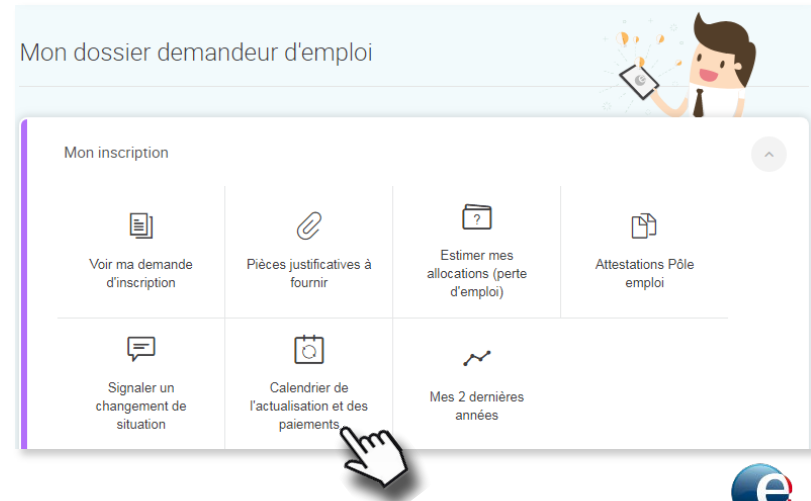 Mon dossier demandeur d'emploi
Mon inscription
Voir ma demande
d'inscription
Pièces justificatives à
fournir
?
Estimer mes
allocations (perte
d'emploi)
Attestations Pôle
emploi
Signaler un
changement de
situation
Calendrier de
l'actualisation et des
paiements
Mes 2 dernières
années
e